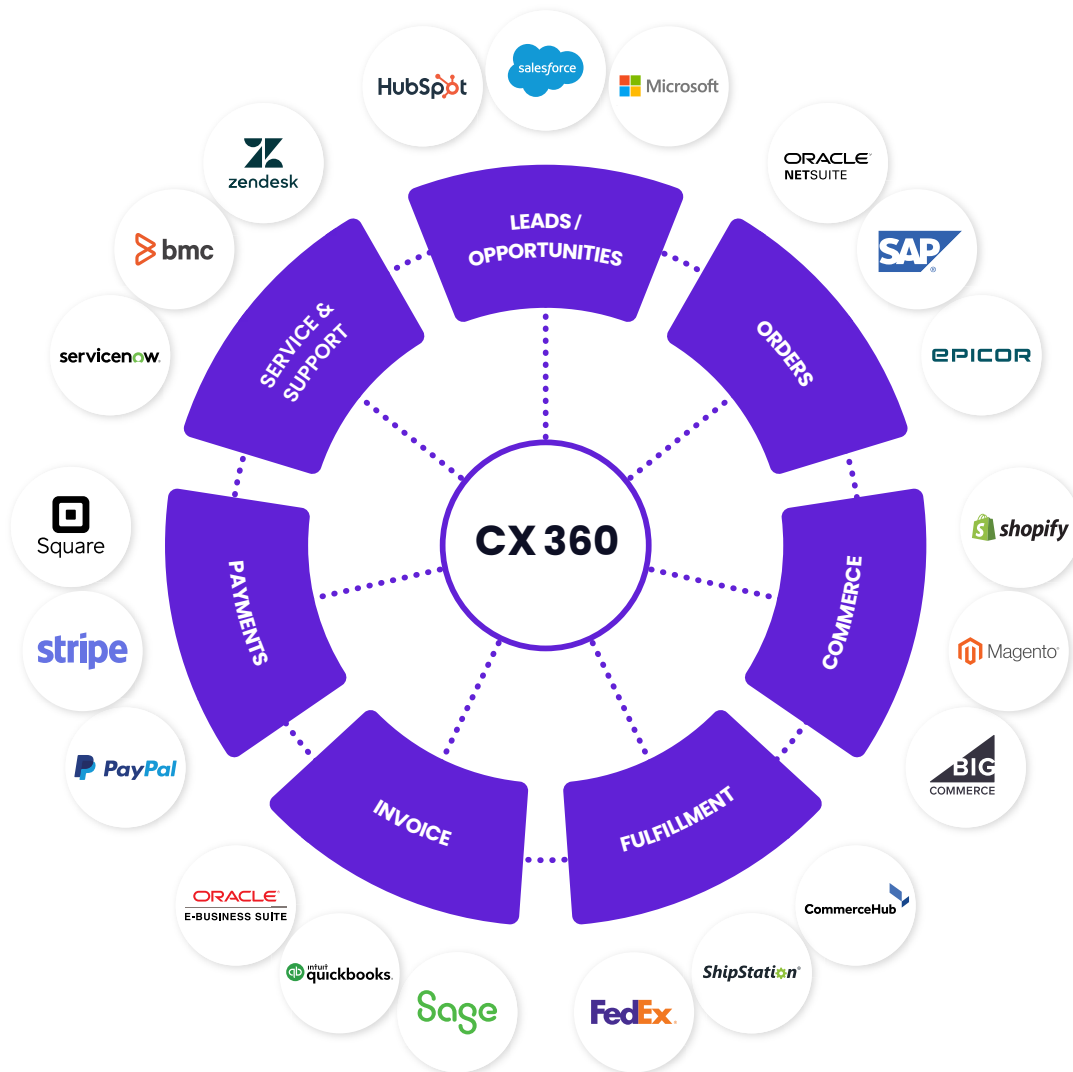 HubSpot
salesforce
Microsoft
ORACLE
NETSUITE
SAP
®
EPICOR
shopify
Magento®
BIG
COMMERCE
CommerceHub
ShipStation®
FedEx®
Sage
intuit
qb quickbooks.
ORACLE®
E-BUSINESS SUITE
PayPal
stripe
Square
servicenow.
bmc
zendesk
LEADS /
OPPORTUNITIES
ORDERS
COMMERCE
FULFILLMENT
INVOICE
PAYMENTS
SERVICE &
SUPPORT
CX 360